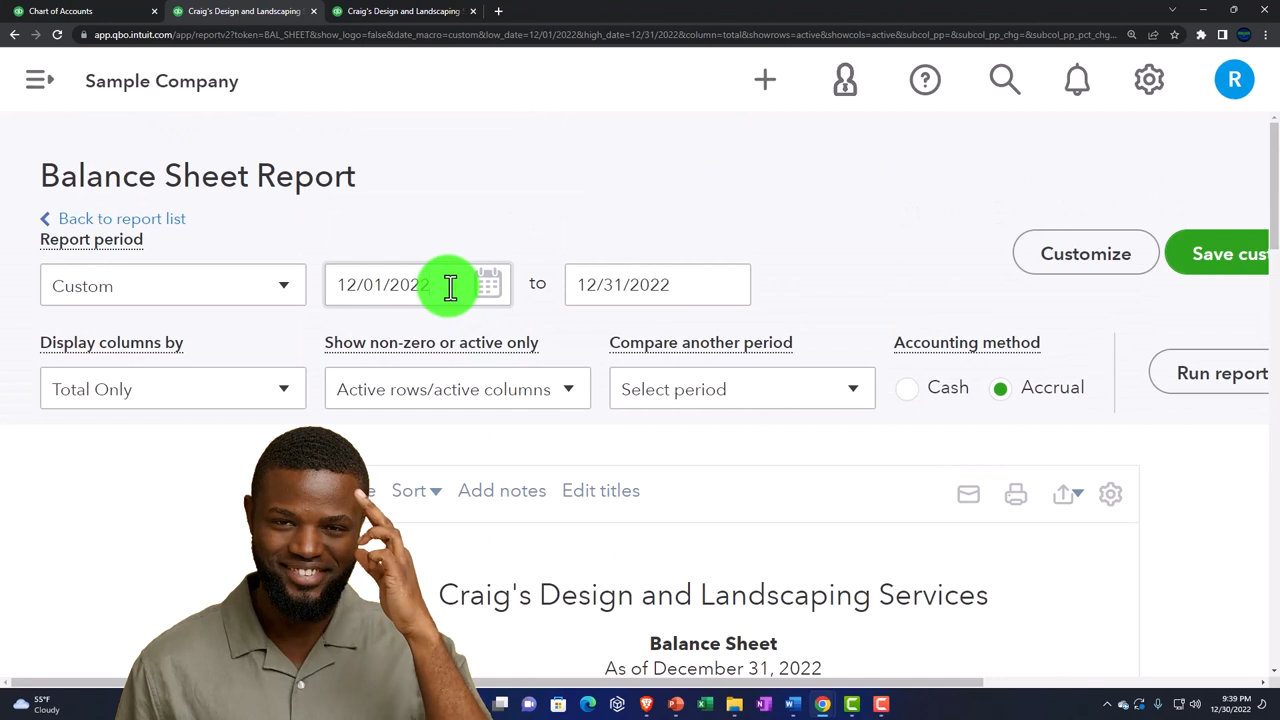 Chart of Accounts
Craig's Design and Landscaping S
Craig's Design and Landscaping S
app.qbo.intuit.com/app/reportv2?token=BAL_SHEET&show_logo=false&date_macro=custom&low_date=12/01/2022&high_date=12/31/2022&column=total&showrows=active&showcols=active&subcol_pp=&subcol_pp_chg=&subcol_pp_pct_chg...
Sample Company
R
Balance Sheet Report
Back to report list
Report period
Custom
12/01/2022
to
12/31/2022
Customize
Save cus
Display columns by
Show non-zero or active only
Compare another period
Accounting method
Total Only
Active rows/active columns
Select period
Cash
Accrual
Run report
e
Sort
Add notes
Edit titles
Craig's Design and Landscaping Services
Balance Sheet
As of December 31, 2022
55°F
Cloudy
9:39 PM
12/30/2022